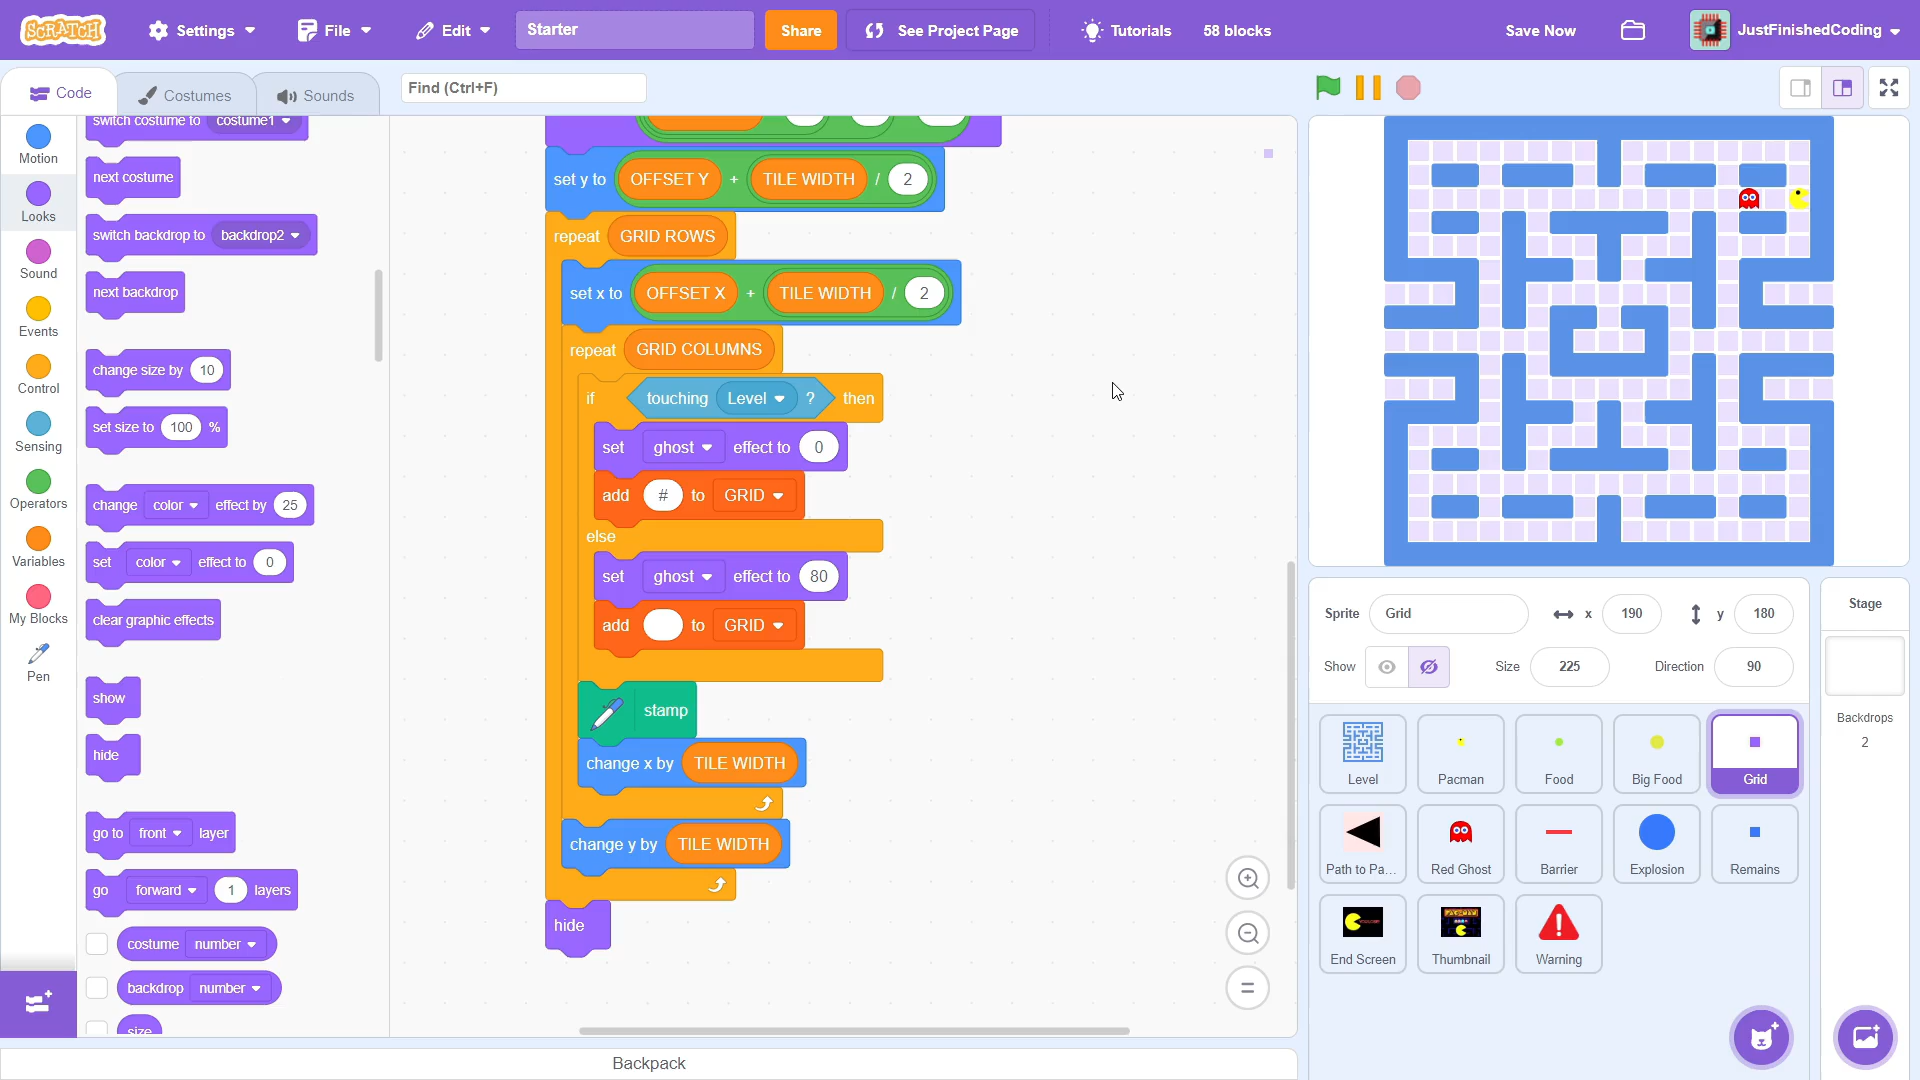 SCRATCH
Settings
File
Edit
Starter
Share
See Project Page
Tutorials
58 blocks
Save Now
JustFinishedCoding
Code
Costumes
Sounds
Find (Ctrl+F)
Motion
Looks
Sound
Events
Control
Sensing
Operators
Variables
My Blocks
Pen
switch costume to costume1
next costume
switch backdrop to backdrop2
next backdrop
change size by 10
set size to 100 %
change color effect by 25
set color effect to 0
clear graphic effects
show
hide
go to front layer
go forward 1 layers
costume number
backdrop number
size
set y to OFFSET Y + TILE WIDTH / 2
repeat GRID ROWS
set x to OFFSET X + TILE WIDTH / 2
repeat GRID COLUMNS
if touching Level ? then
set ghost effect to 0
add # to GRID
else
set ghost effect to 80
add to GRID
stamp
change x by TILE WIDTH
change y by TILE WIDTH
hide
Backpack
Sprite Grid x 190 y 180
Show Size 225 Direction 90
Level
Pacman
Food
Big Food
Grid
Path to Pa...
Red Ghost
Barrier
Explosion
Remains
End Screen
Thumbnail
Warning
Stage
Backdrops
2